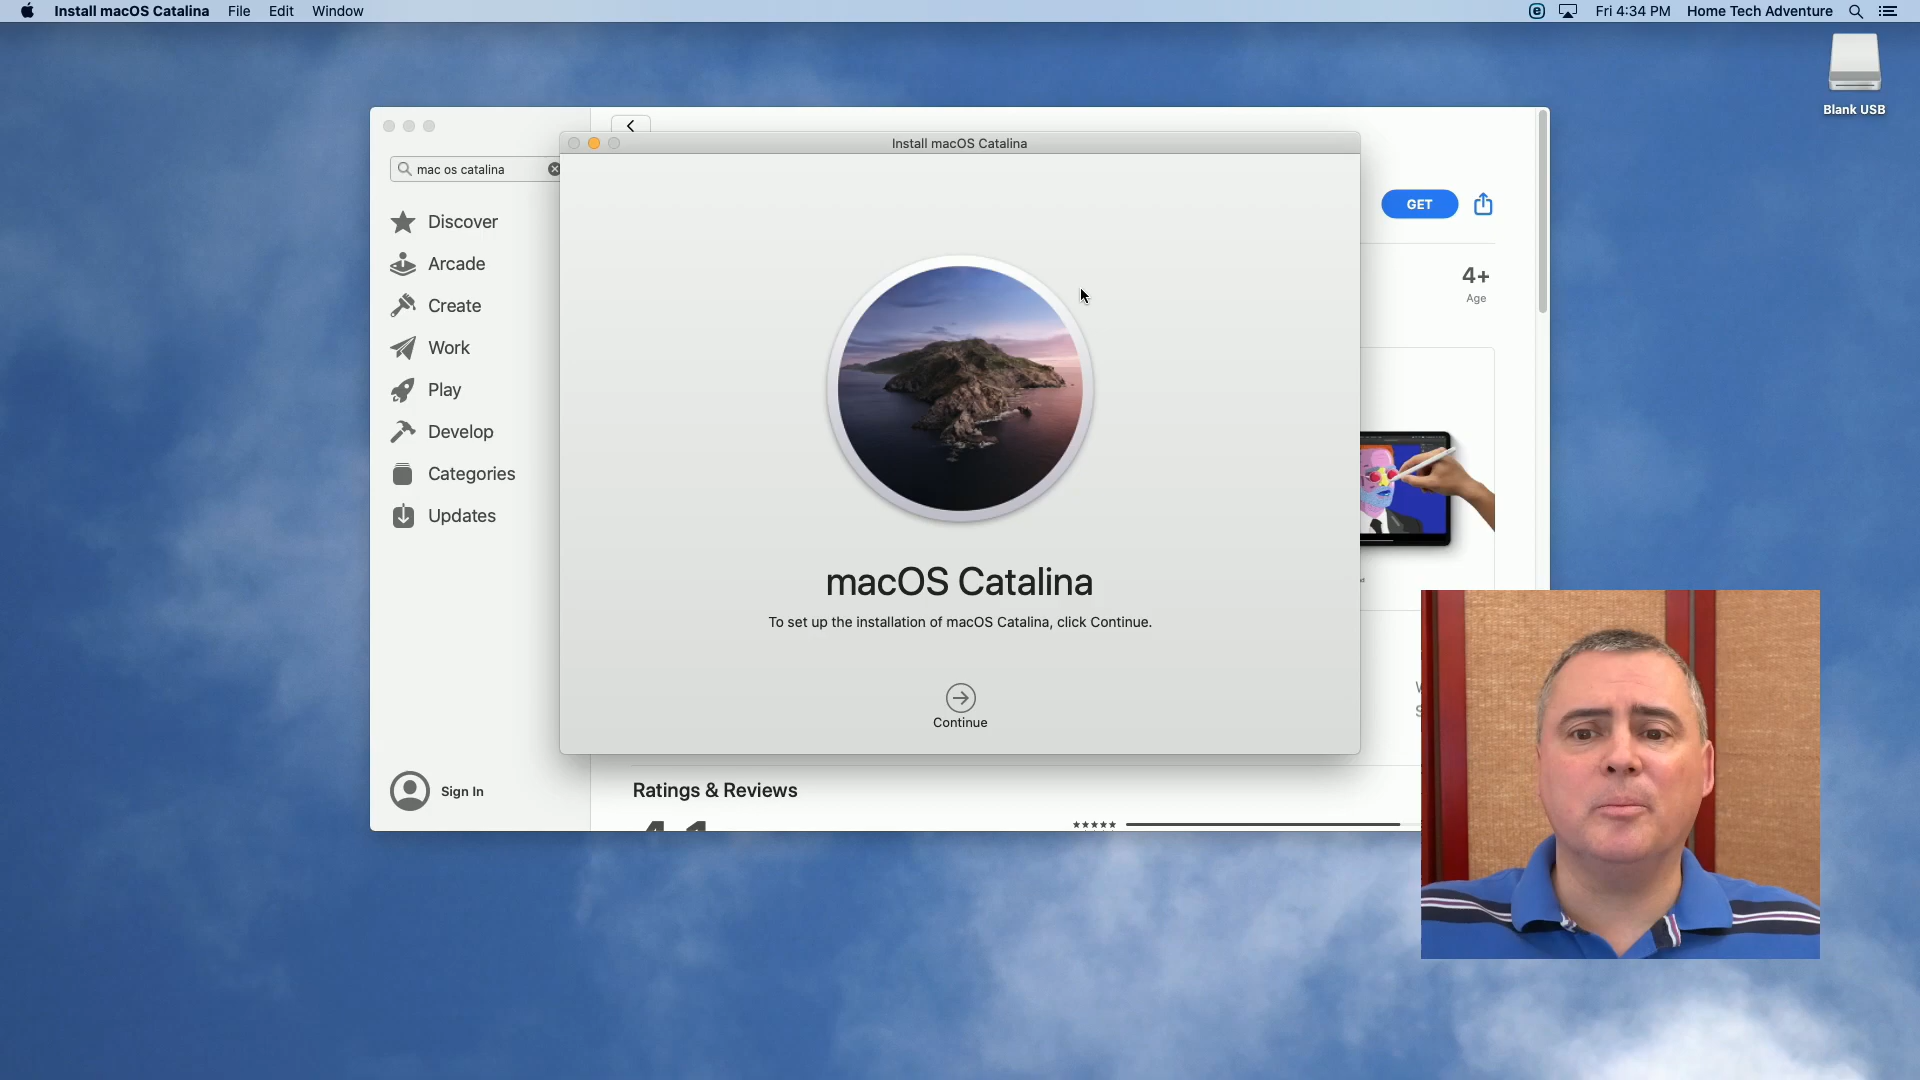 Install macOS Catalina File Edit Window
Fri 4:34 PM Home Tech Adventure
Blank USB
Install macOS Catalina
mac os catalina
GET
Discover
Arcade
4+
Age
Create
Work
Play
Develop
Categories
Updates
macOS Catalina
To set up the installation of macOS Catalina, click Continue.
Continue
Ratings & Reviews
Sign In